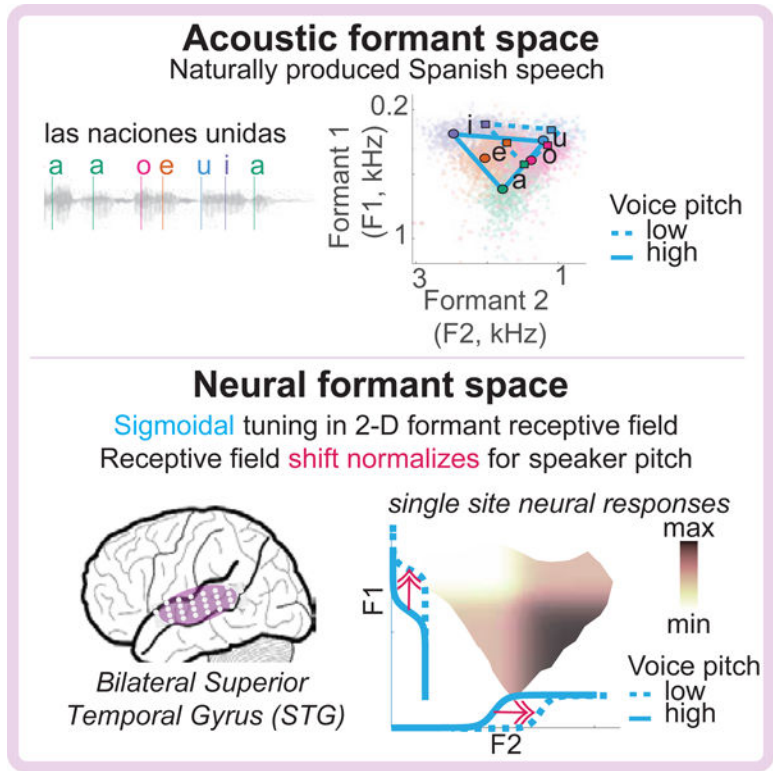 Acoustic formant space
Naturally produced Spanish speech
las naciones unidas
a a o e u i a
Formant 1
(F1, kHz)
0.2
1
i
u
e
o
a
3
1
Formant 2
(F2, kHz)
Voice pitch
low
high
Neural formant space
Sigmoidal tuning in 2-D formant receptive field
Receptive field shift normalizes for speaker pitch
Bilateral Superior
Temporal Gyrus (STG)
single site neural responses
max
min
F1
F2
Voice pitch
low
high